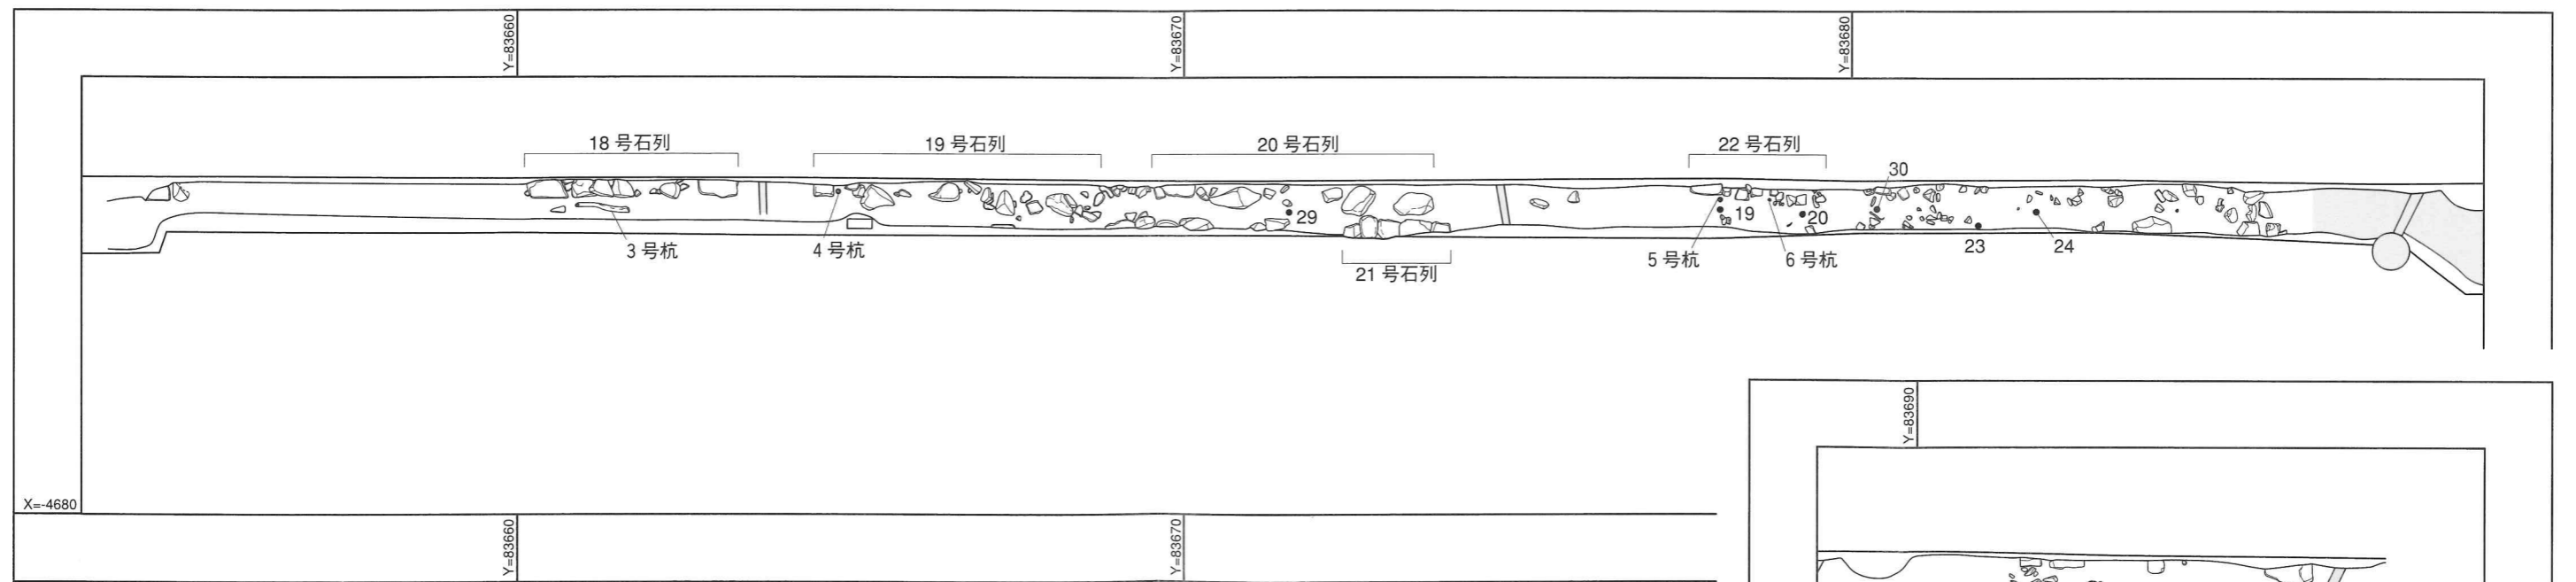 Y=83660
Y=83670
Y=83680
18 号石列
19 号石列
20 号石列
22 号石列
30
29
19
20
3 号杭
4 号杭
5 号杭
6 号杭
23
24
21 号石列
Y=83690
X=-4680
Y=83660
Y=83670